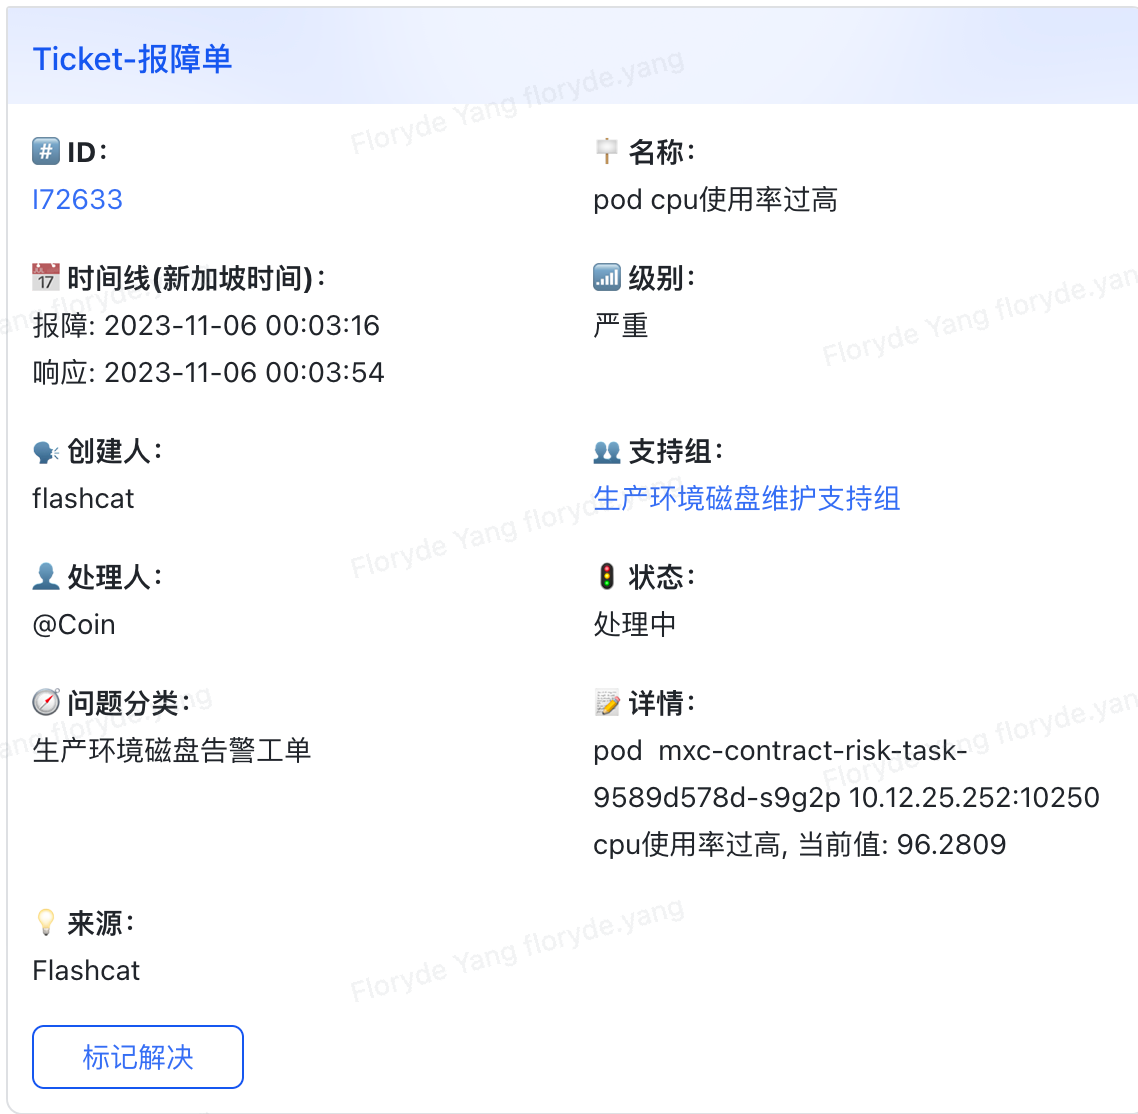 Ticket-报障单
ID：
I72633
名称：
pod cpu使用率过高
时间线(新加坡时间)：
报障: 2023-11-06 00:03:16
响应: 2023-11-06 00:03:54
级别：
严重
创建人：
flashcat
支持组：
生产环境磁盘维护支持组
处理人：
@Coin
状态：
处理中
问题分类：
生产环境磁盘告警工单
详情：
pod  mxc-contract-risk-task-
9589d578d-s9g2p 10.12.25.252:10250
cpu使用率过高, 当前值: 96.2809
来源：
Flashcat
标记解决
Floryde Yang floryde.yang